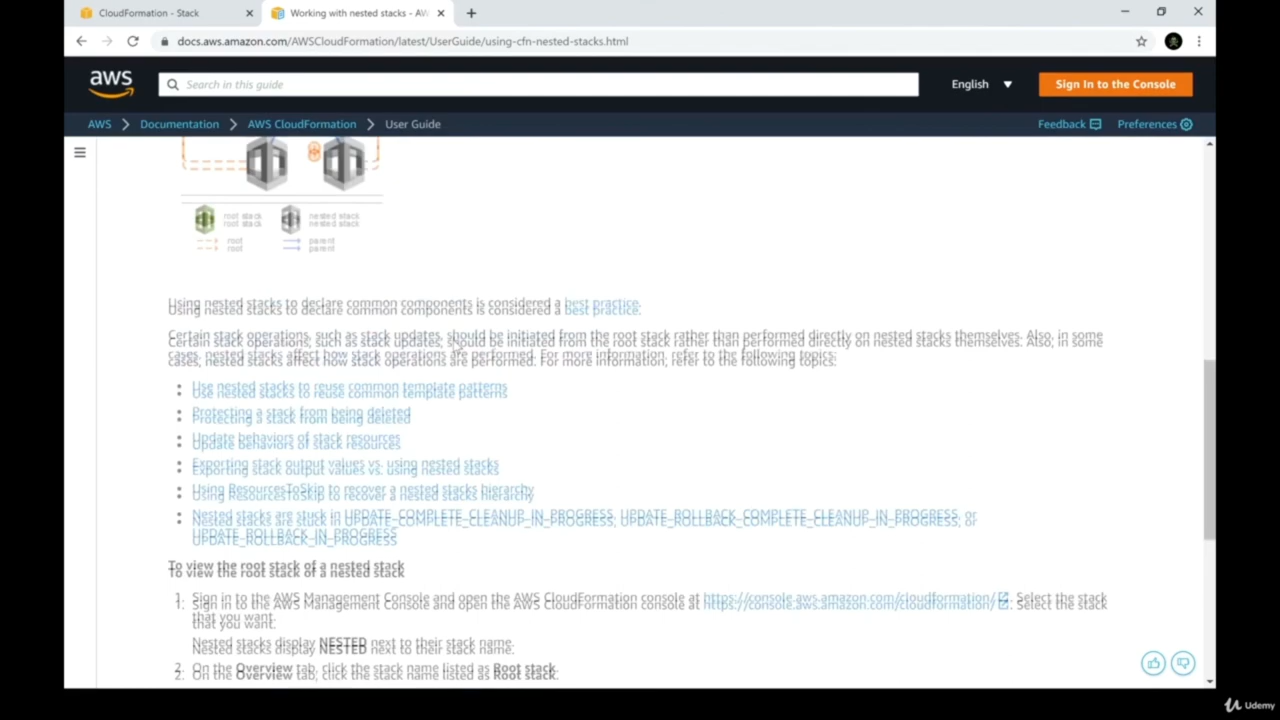 CloudFormation - Stack
Working with nested stacks - AW
docs.aws.amazon.com/AWSCloudFormation/latest/UserGuide/using-cfn-nested-stacks.html
aws
Search in this guide
English
Sign In to the Console
AWS > Documentation > AWS CloudFormation > User Guide
Feedback
Preferences
root stack
nested stack
root
parent
Using nested stacks to declare common components is considered a best practice.
Certain stack operations, such as stack updates, should be initiated from the root stack rather than performed directly on nested stacks themselves. Also, in some
cases, nested stacks affect how stack operations are performed. For more information, refer to the following topics:
• Use nested stacks to reuse common template patterns
• Protecting a stack from being deleted
• Update behaviors of stack resources
• Exporting stack output values vs. using nested stacks
• Using ResourcesToSkip to recover a nested stacks hierarchy
• Nested stacks are stuck in UPDATE_COMPLETE_CLEANUP_IN_PROGRESS, UPDATE_ROLLBACK_COMPLETE_CLEANUP_IN_PROGRESS, or
UPDATE_ROLLBACK_IN_PROGRESS
To view the root stack of a nested stack
1. Sign in to the AWS Management Console and open the AWS CloudFormation console at https://console.aws.amazon.com/cloudformation/. Select the stack
that you want.
Nested stacks display NESTED next to their stack name.
2. On the Overview tab, click the stack name listed as Root stack.
Udemy